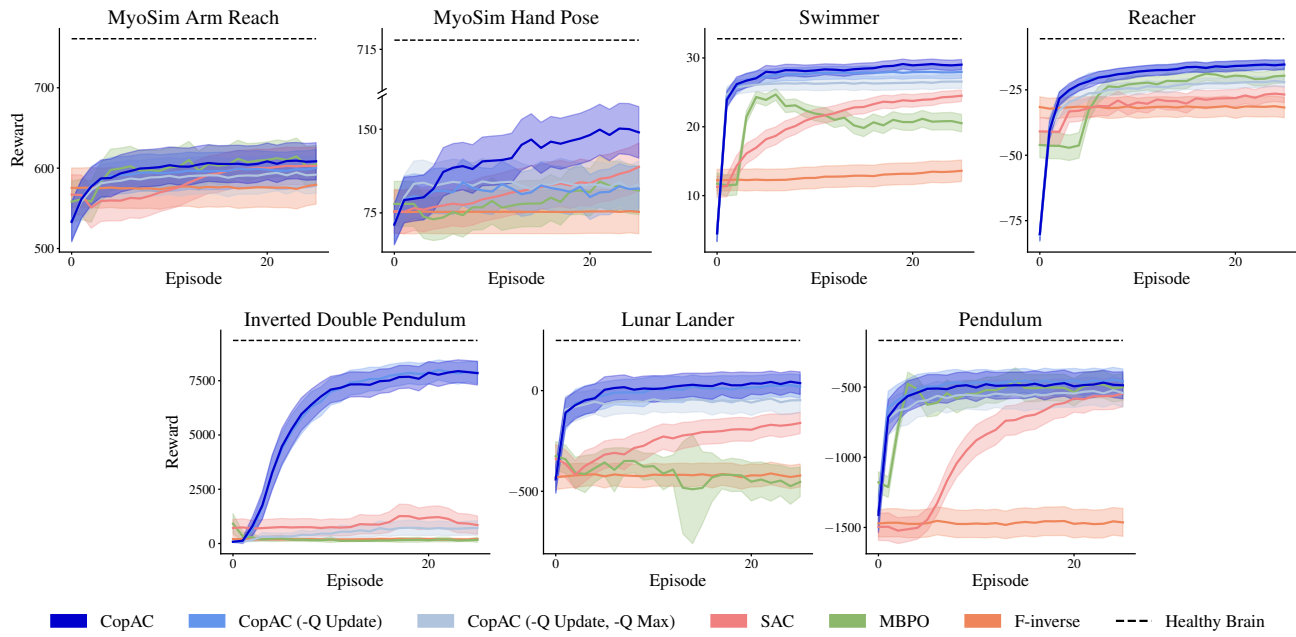 MyoSim Arm Reach
MyoSim Hand Pose
Swimmer
Reacher
Reward
700
600
500
0
20
Episode
715
150
75
0
20
Episode
30
20
10
0
20
Episode
−25
−50
−75
0
20
Episode
Inverted Double Pendulum
Lunar Lander
Pendulum
Reward
7500
5000
2500
0
0
20
Episode
0
−500
0
20
Episode
−500
−1000
−1500
0
20
Episode
CopAC
CopAC (-Q Update)
CopAC (-Q Update, -Q Max)
SAC
MBPO
F-inverse
Healthy Brain